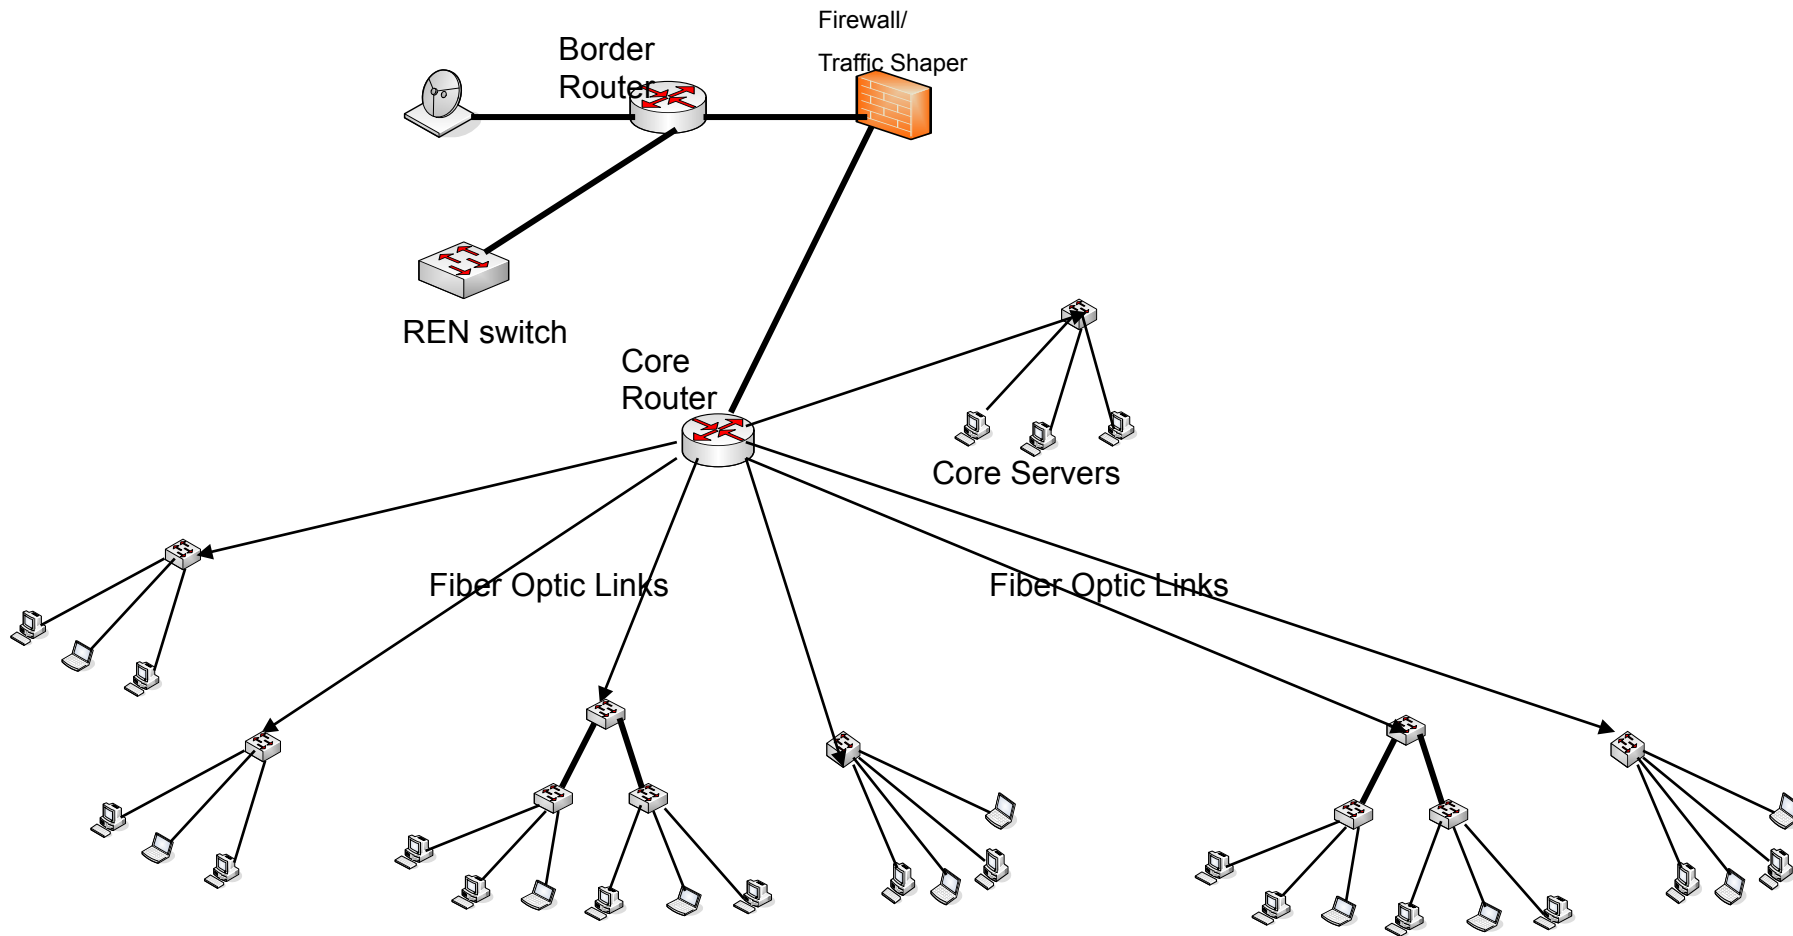 Firewall/
Traffic Shaper
Border
Router
REN switch
Core
Router
Core Servers
Fiber Optic Links
Fiber Optic Links